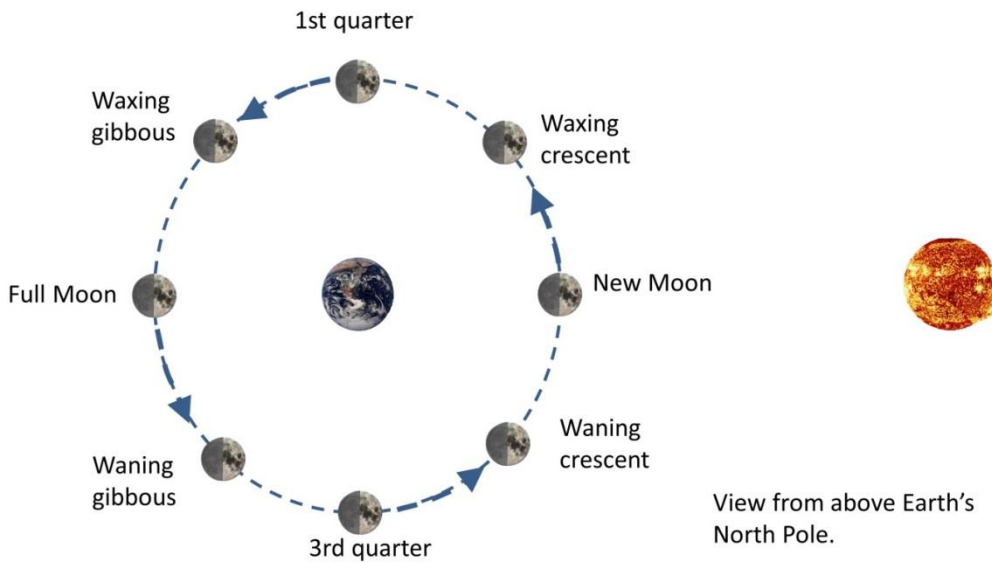 1st quarter
Waxing
gibbous
Waxing
crescent
Full Moon
New Moon
Waning
gibbous
Waning
crescent
3rd quarter
View from above Earth’s
North Pole.